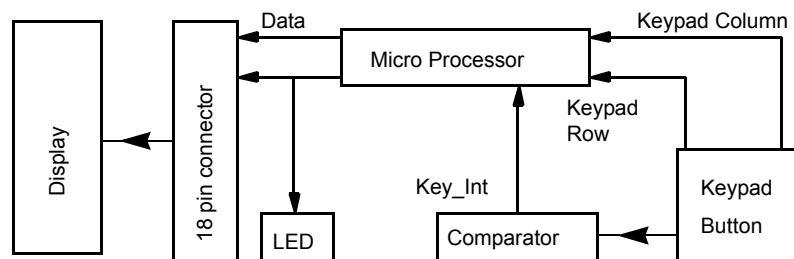 Data
Keypad Column
Micro Processor
Keypad
Row
Display
18 pin connector
Key_Int
Keypad
Button
LED
Comparator